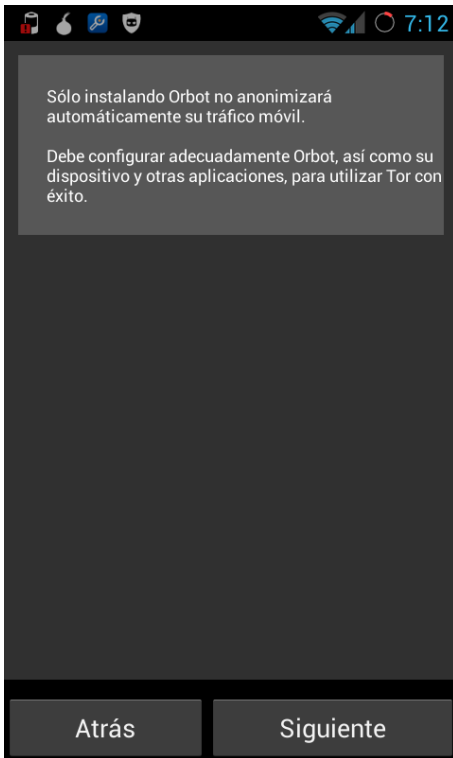 7:12
Sólo instalando Orbot no anonimizará
automáticamente su tráfico móvil.
Debe configurar adecuadamente Orbot, así como su
dispositivo y otras aplicaciones, para utilizar Tor con
éxito.
Atrás
Siguiente